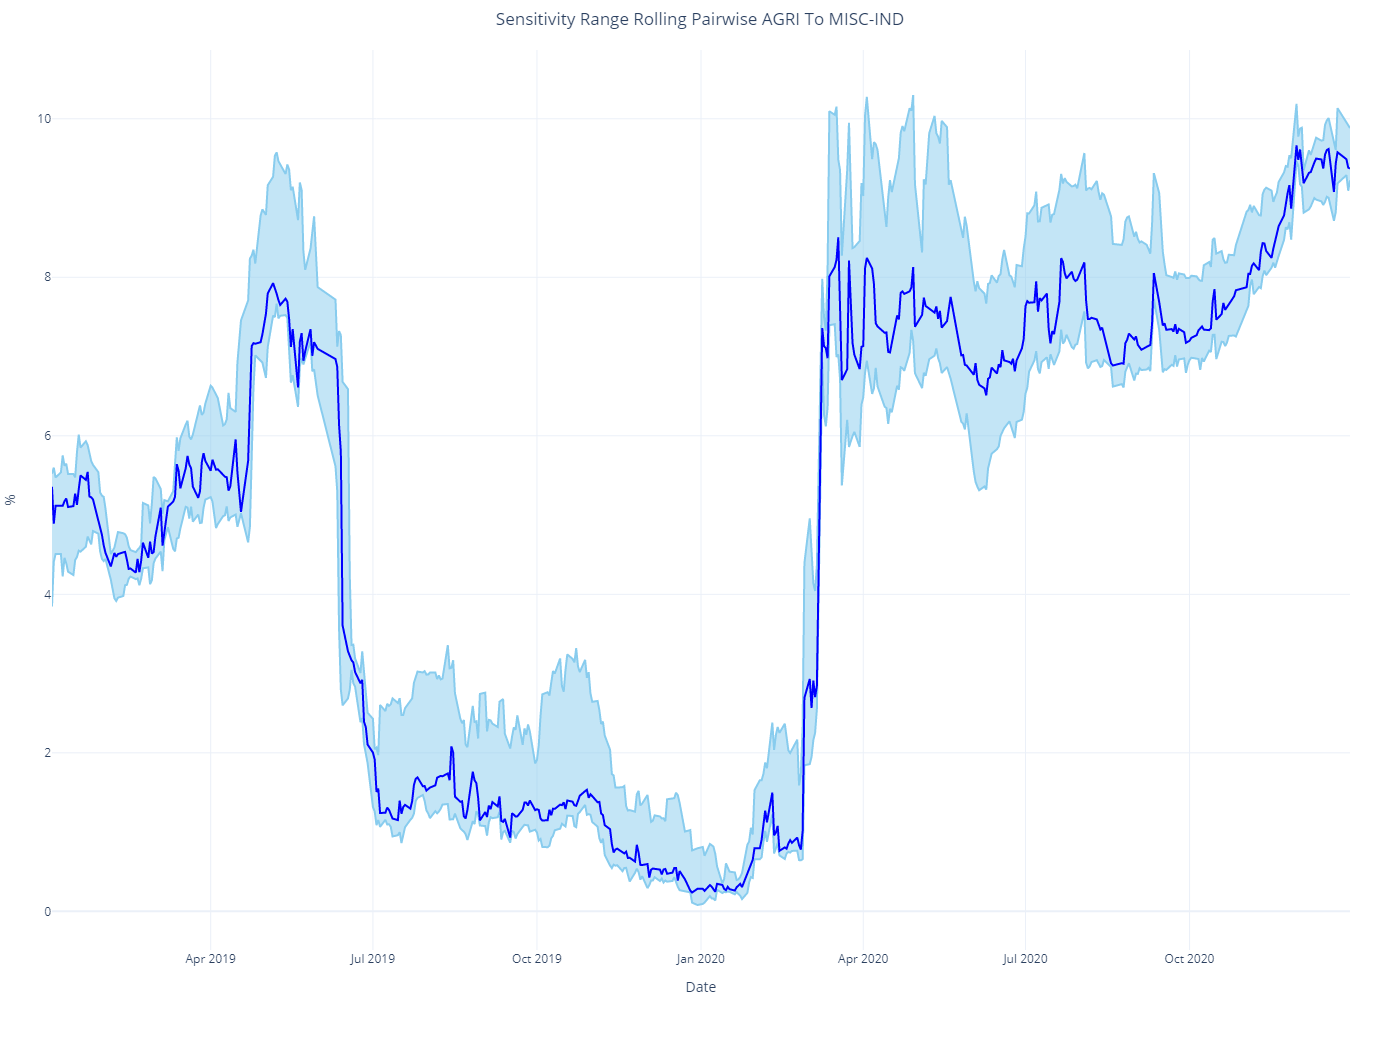 Sensitivity Range Rolling Pairwise AGRI To MISC-IND
10
8
6
4
2
0
%
Apr 2019
Jul 2019
Oct 2019
Jan 2020
Apr 2020
Jul 2020
Oct 2020
Date